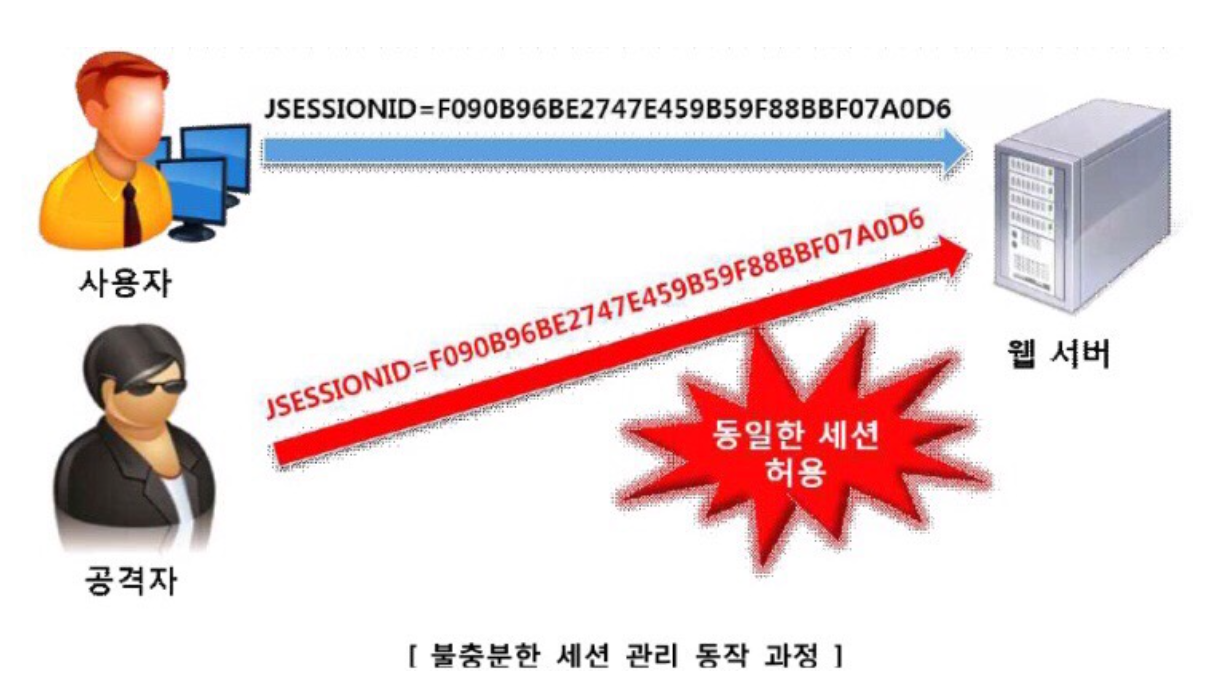 JSESSIONID=F090B96BE2747E459B59F88BBF07A0D6
사용자
JSESSIONID=F090B96BE2747E459B59F88BBF07A0D6
웹 서버
동일한 세션
허용
공격자
[ 불충분한 세션 관리 동작 과정 ]